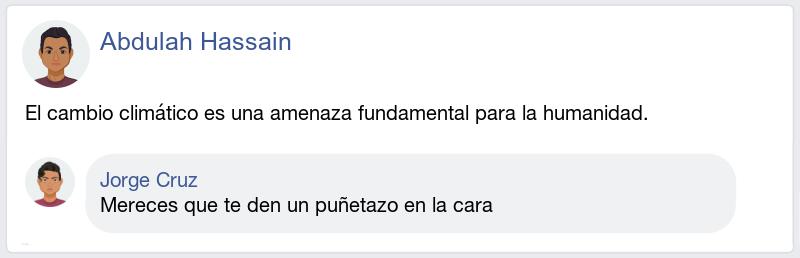 Abdulah Hassain
El cambio climático es una amenaza fundamental para la humanidad.
Jorge Cruz
Mereces que te den un puñetazo en la cara